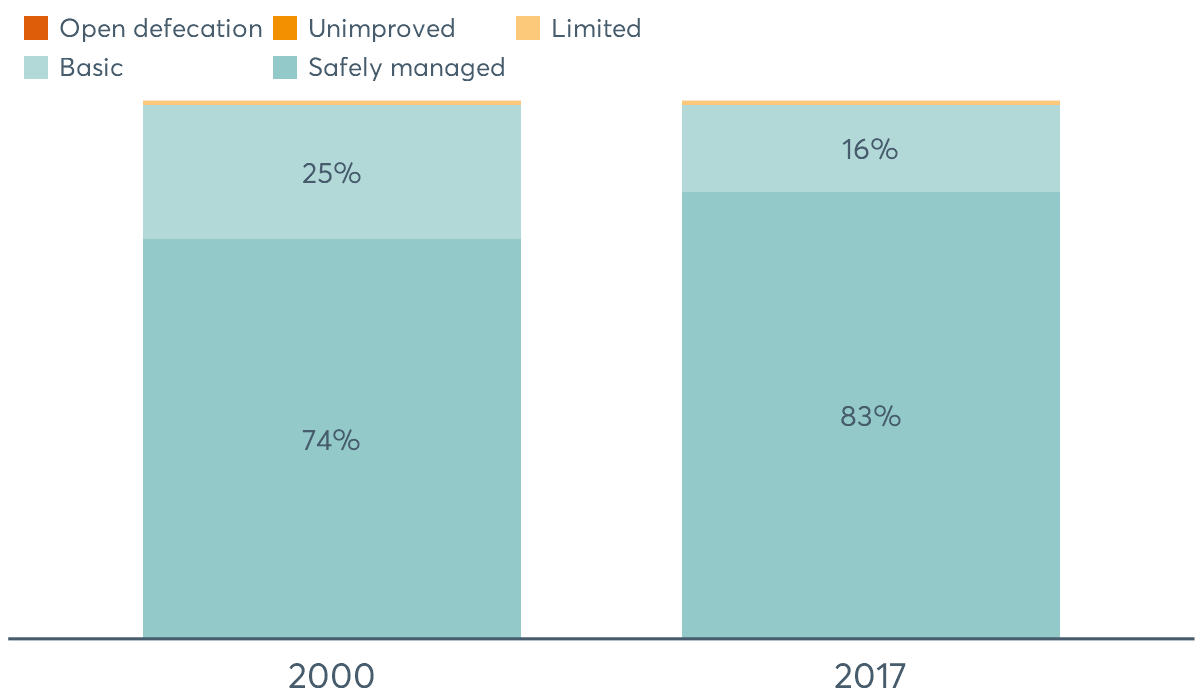 Open defecation Unimproved Limited
Basic Safely managed
25% 16%
74% 83%
2000 2017